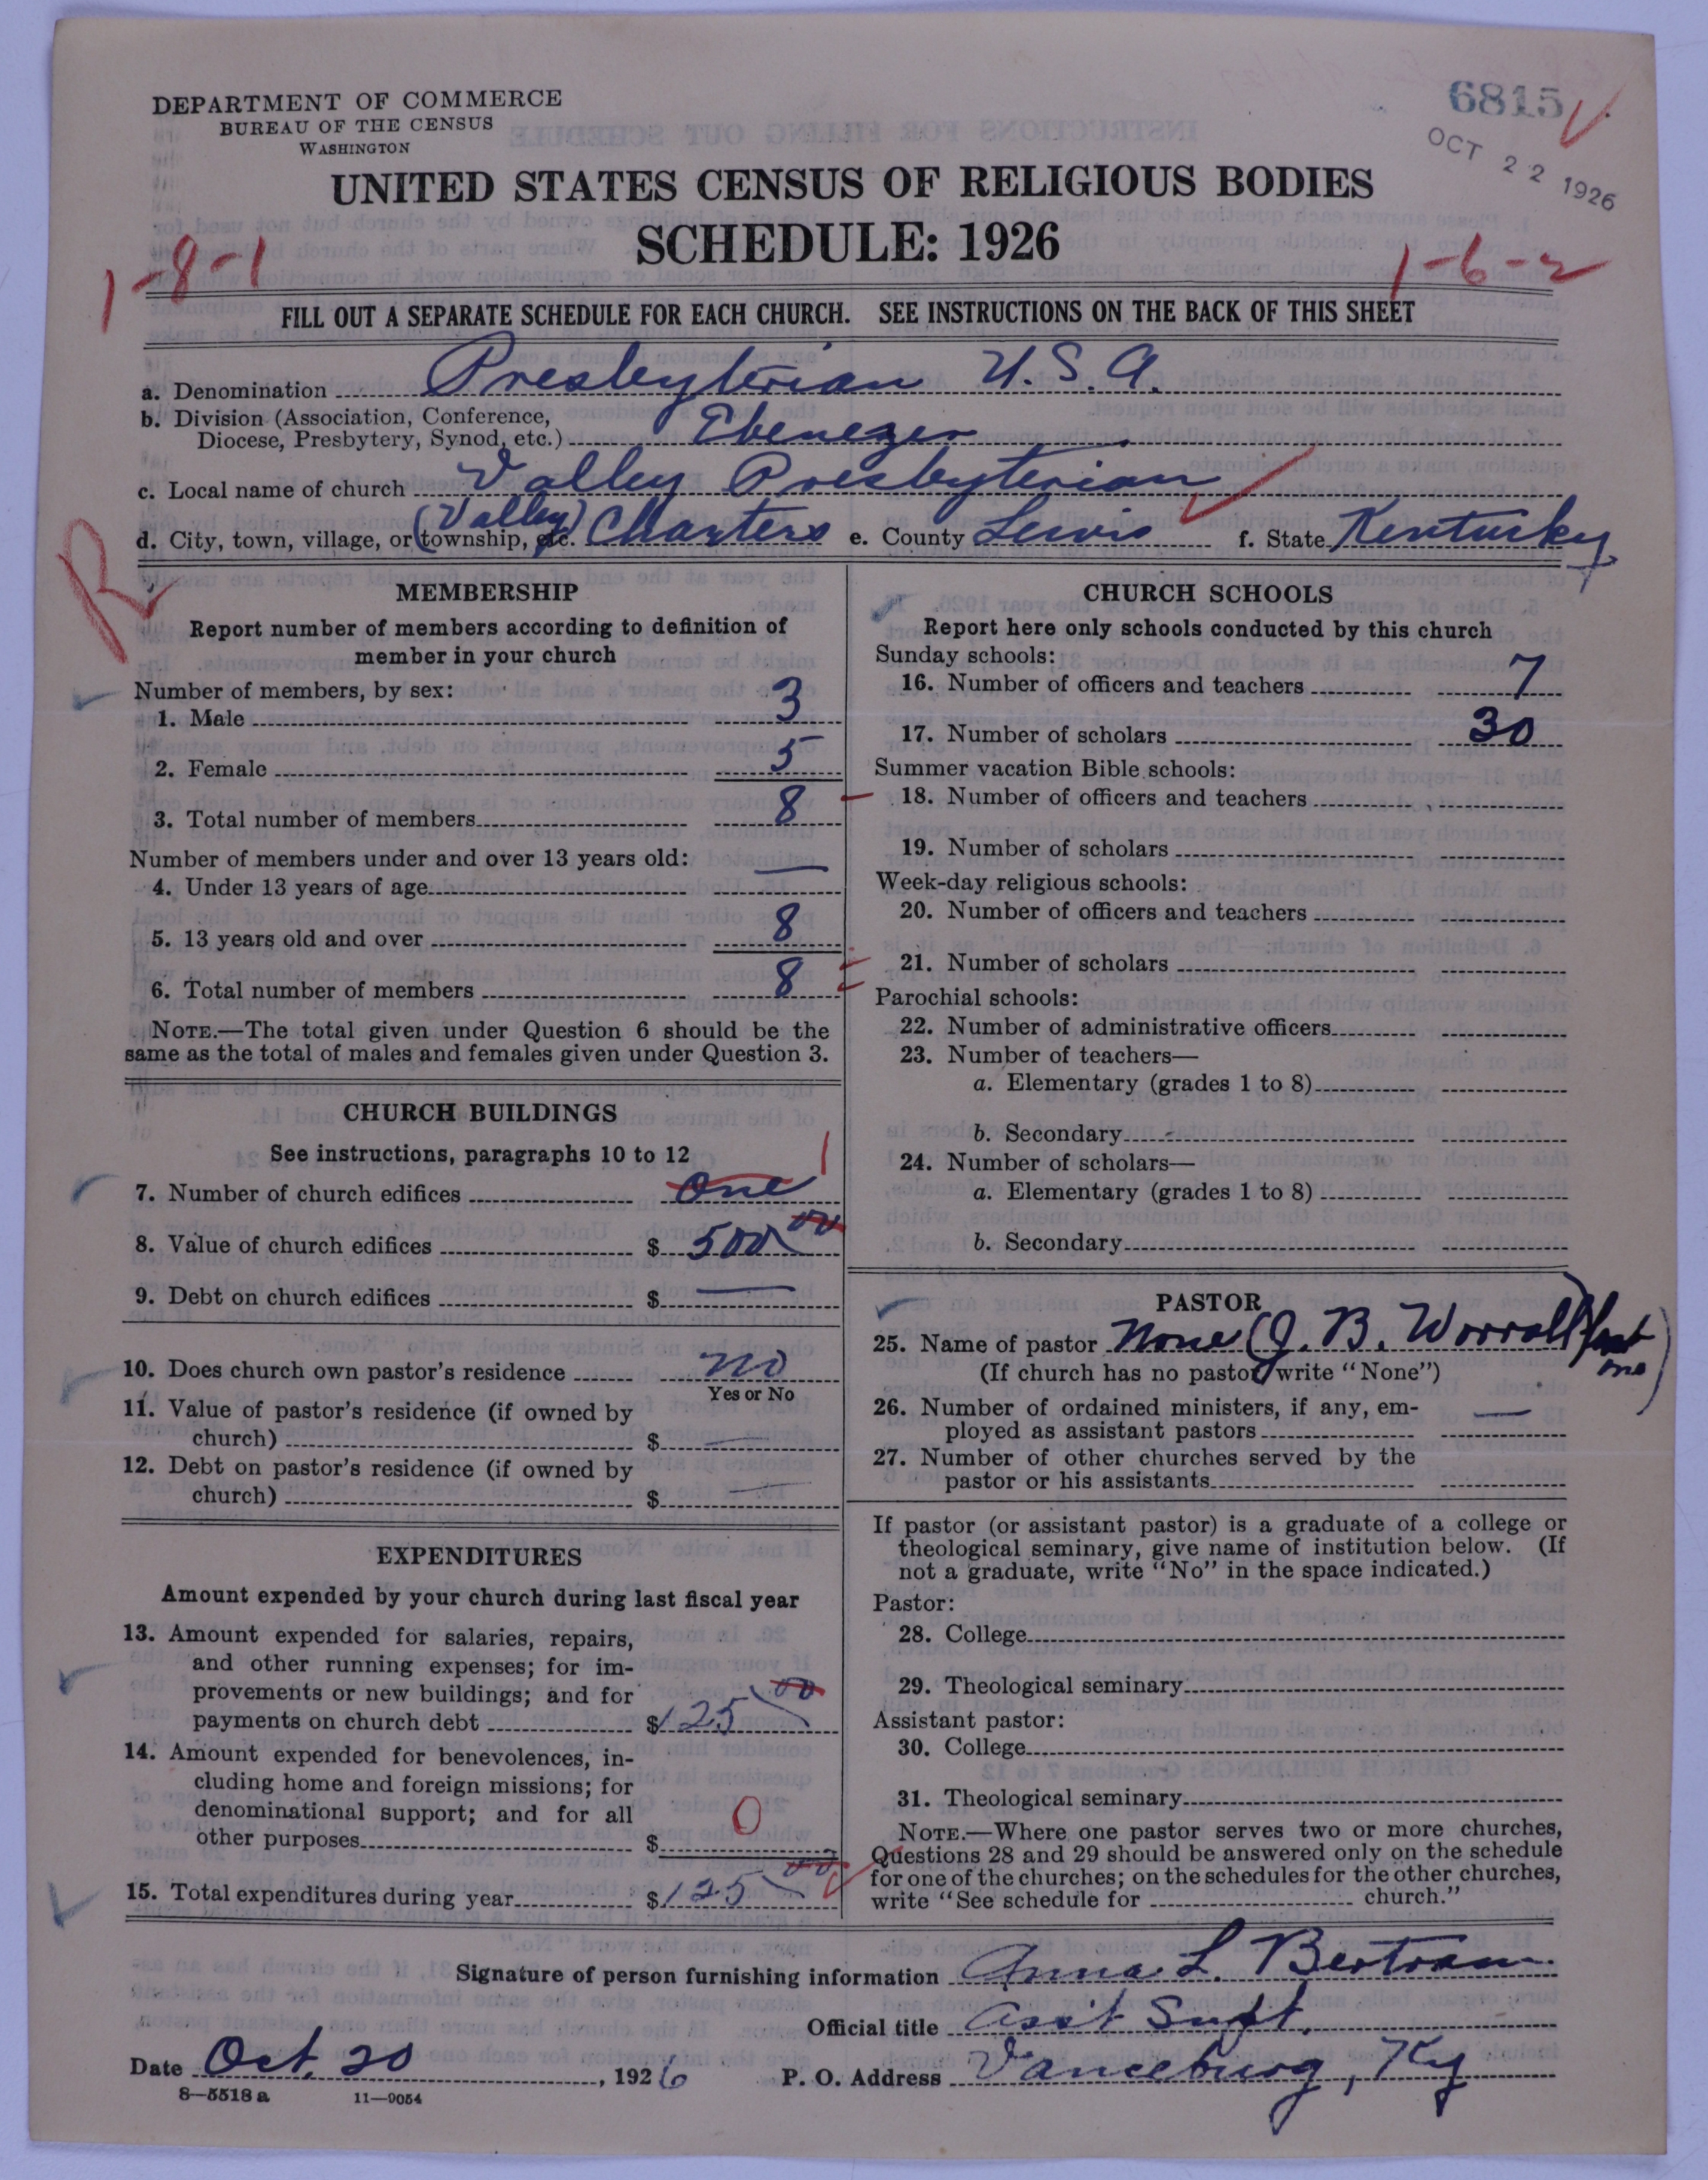 6815
OCT 22 1926
DEPARTMENT OF COMMERCE
BUREAU OF THE CENSUS
WASHINGTON
UNITED STATES CENSUS OF RELIGIOUS BODIES
SCHEDULE: 1926
1-8-1
1-6-2
FILL OUT A SEPARATE SCHEDULE FOR EACH CHURCH. SEE INSTRUCTIONS ON THE BACK OF THIS SHEET
a. Denomination Presbyterian U.S.A.
b. Division (Association, Conference,
Diocese, Presbytery, Synod, etc.) Ebenezer
c. Local name of church Valley Presbyterian
d. City, town, village, or township, etc. (Valley) Charters e. County Lewis f. State Kentucky
R
MEMBERSHIP
Report number of members according to definition of
member in your church
Number of members, by sex:
1. Male 3
2. Female 5
3. Total number of members 8
Number of members under and over 13 years old:
4. Under 13 years of age —
5. 13 years old and over 8
6. Total number of members 8
NOTE.—The total given under Question 6 should be the
same as the total of males and females given under Question 3.
CHURCH BUILDINGS
See instructions, paragraphs 10 to 12
7. Number of church edifices One 1
8. Value of church edifices $ 500 00
9. Debt on church edifices $ —
10. Does church own pastor's residence no
Yes or No
11. Value of pastor's residence (if owned by
church) $ —
12. Debt on pastor's residence (if owned by
church) $ —
EXPENDITURES
Amount expended by your church during last fiscal year
13. Amount expended for salaries, repairs,
and other running expenses; for im-
provements or new buildings; and for
payments on church debt $ 125 00
14. Amount expended for benevolences, in-
cluding home and foreign missions; for
denominational support; and for all
other purposes $ 0
15. Total expenditures during year $ 125 00
CHURCH SCHOOLS
Report here only schools conducted by this church
Sunday schools:
16. Number of officers and teachers 7
17. Number of scholars 30
Summer vacation Bible schools:
18. Number of officers and teachers
19. Number of scholars
Week-day religious schools:
20. Number of officers and teachers
21. Number of scholars
Parochial schools:
22. Number of administrative officers
23. Number of teachers—
a. Elementary (grades 1 to 8)
b. Secondary
24. Number of scholars—
a. Elementary (grades 1 to 8)
b. Secondary
PASTOR
25. Name of pastor None (J. B. Worrall last one)
(If church has no pastor write "None")
26. Number of ordained ministers, if any, em-
ployed as assistant pastors —
27. Number of other churches served by the
pastor or his assistants
If pastor (or assistant pastor) is a graduate of a college or
theological seminary, give name of institution below. (If
not a graduate, write "No" in the space indicated.)
Pastor:
28. College
29. Theological seminary
Assistant pastor:
30. College
31. Theological seminary
NOTE.—Where one pastor serves two or more churches,
Questions 28 and 29 should be answered only on the schedule
for one of the churches; on the schedules for the other churches,
write "See schedule for church."
Signature of person furnishing information Anna L. Bertram
Official title Ass't Supt.
Date Oct. 20, 1926 P. O. Address Vanceburg, Ky
8—5518 a 11—9054